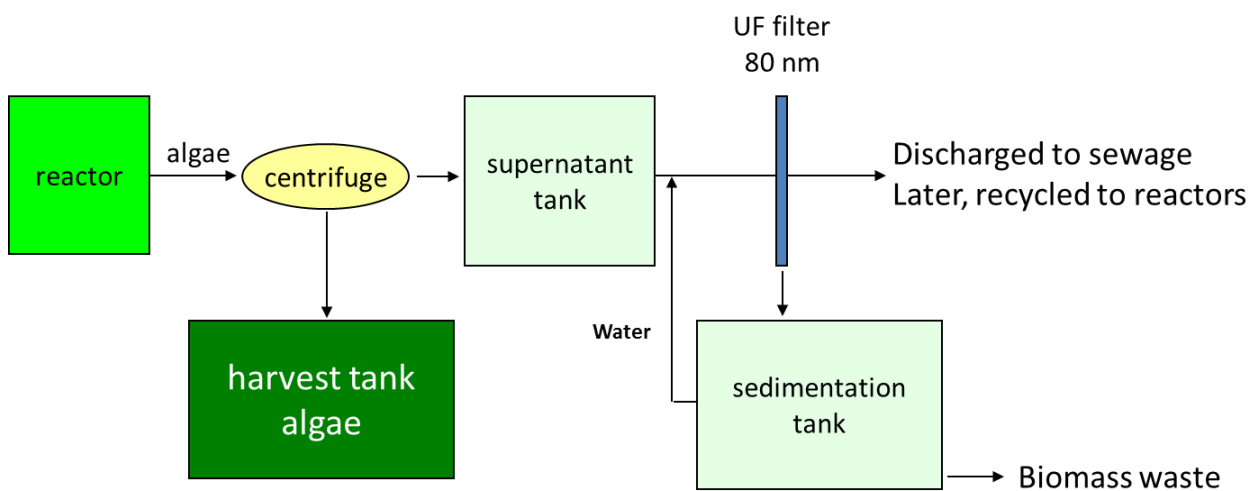 UF filter
80 nm
reactor
algae
centrifuge
supernatant
tank
Discharged to sewage
Later, recycled to reactors
harvest tank
algae
Water
sedimentation
tank
Biomass waste